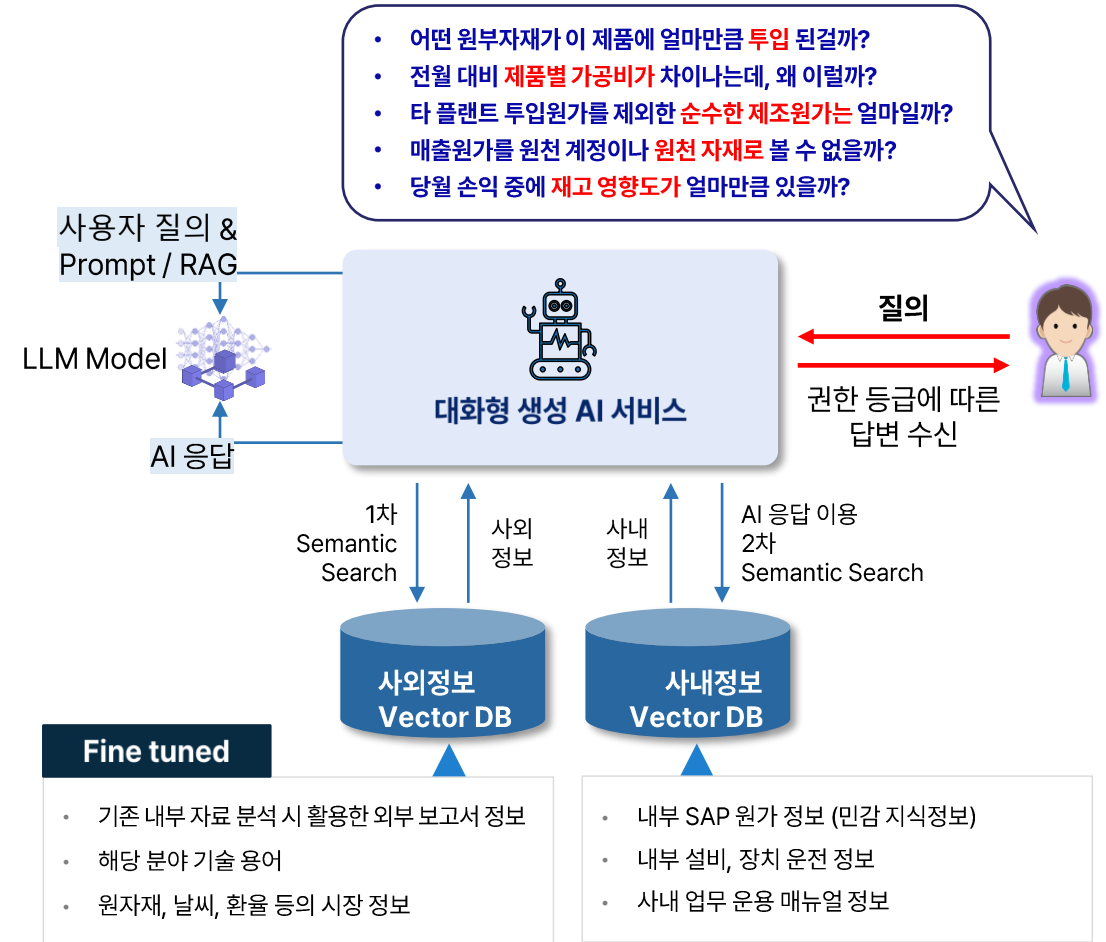 • 어떤 원부자재가 이 제품에 얼마만큼 투입 된걸까?
• 전월 대비 제품별 가공비가 차이나는데, 왜 이럴까?
• 타 플랜트 투입원가를 제외한 순수한 제조원가는 얼마일까?
• 매출원가를 원천 계정이나 원천 자재로 볼 수 없을까?
• 당월 손익 중에 재고 영향도가 얼마만큼 있을까?
사용자 질의 &
Prompt / RAG
LLM Model
AI 응답
대화형 생성 AI 서비스
질의
권한 등급에 따른
답변 수신
1차
Semantic
Search
사외
정보
사내
정보
AI 응답 이용
2차
Semantic Search
사외정보
Vector DB
사내정보
Vector DB
Fine tuned
• 기존 내부 자료 분석 시 활용한 외부 보고서 정보
• 해당 분야 기술 용어
• 원자재, 날씨, 환율 등의 시장 정보
• 내부 SAP 원가 정보 (민감 지식정보)
• 내부 설비, 장치 운전 정보
• 사내 업무 운용 매뉴얼 정보